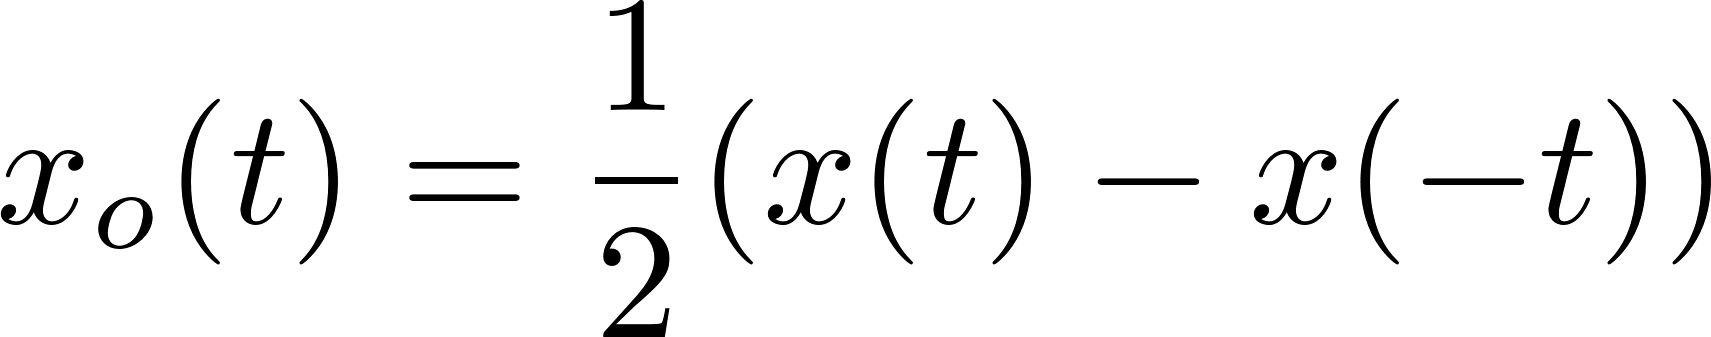 x_o(t) = \frac{1}{2}(x(t) - x(-t))